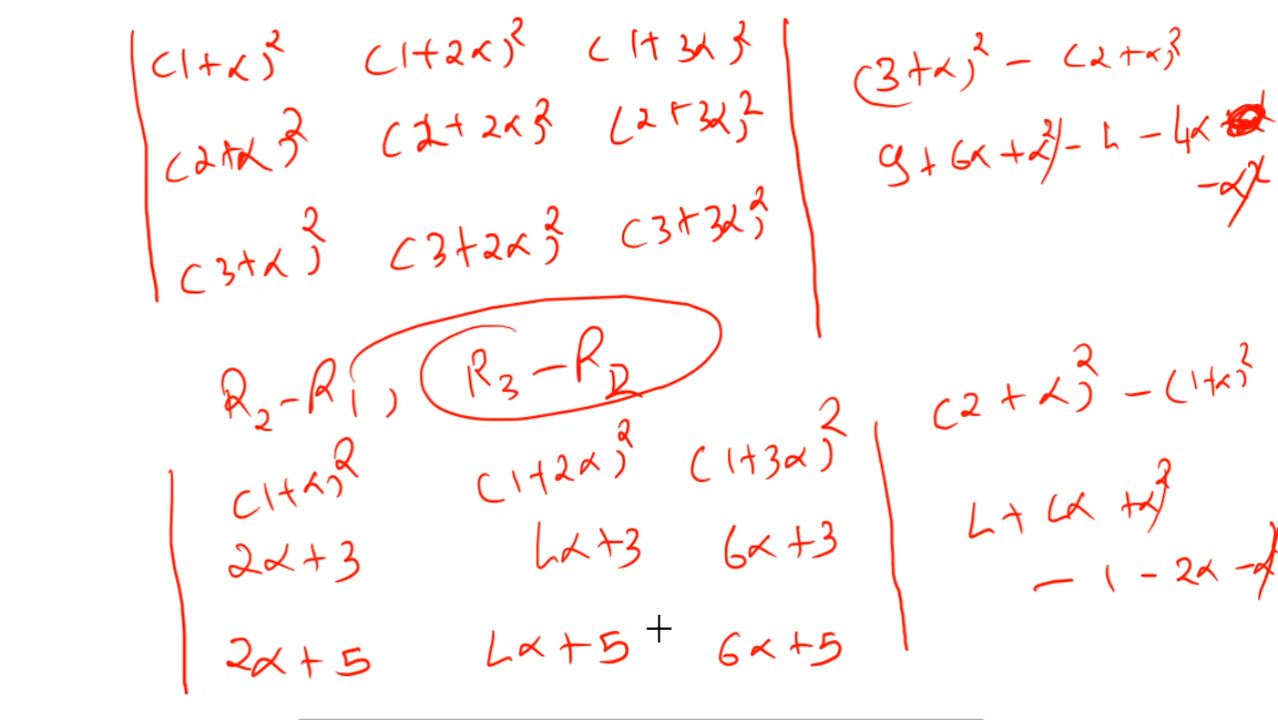 (1+α)² (1+2α)² (1+3α)²
(2+α)² (2+2α)² (2+3α)²
(3+α)² (3+2α)² (3+3α)²
R₂-R₁, R₃-R₂
(1+α)² (1+2α)² (1+3α)²
2α+3 4α+3 6α+3
2α+5 4α+5 6α+5
(3+α)² - (2+α)²
9+6α+α²-4-4α
-α²
(2+α)² - (1+α)²
4+4α+α²
-1-2α-α²